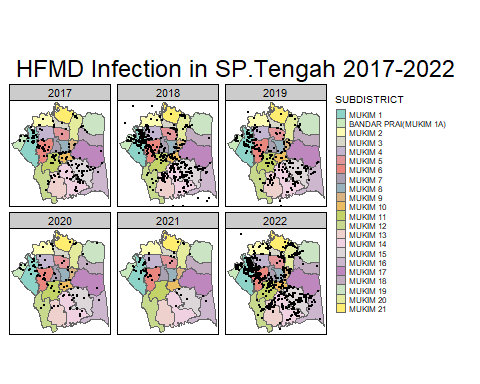 HFMD Infection in SP.Tengah 2017-2022
2017
2018
2019
2020
2021
2022
SUBDISTRICT
MUKIM 1
BANDAR PRAI(MUKIM 1A)
MUKIM 2
MUKIM 3
MUKIM 4
MUKIM 5
MUKIM 6
MUKIM 7
MUKIM 8
MUKIM 9
MUKIM 10
MUKIM 11
MUKIM 12
MUKIM 13
MUKIM 14
MUKIM 15
MUKIM 16
MUKIM 17
MUKIM 18
MUKIM 19
MUKIM 20
MUKIM 21